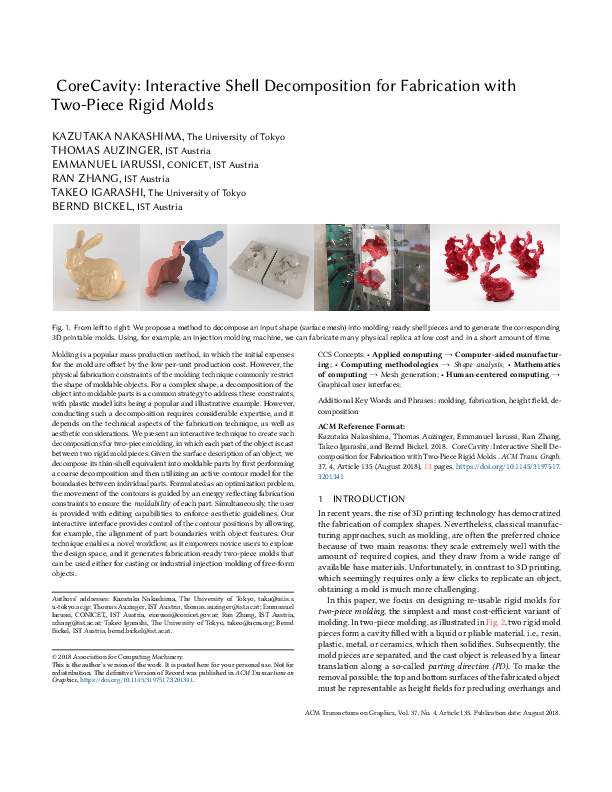 CoreCavity: Interactive Shell Decomposition for Fabrication with
Two-Piece Rigid Molds
KAZUTAKA NAKASHIMA, The University of Tokyo
THOMAS AUZINGER, IST Austria
EMMANUEL IARUSSI, CONICET, IST Austria
RAN ZHANG, IST Austria
TAKEO IGARASHI, The University of Tokyo
BERND BICKEL, IST Austria
Fig. 1. From left to right: We propose a method to decompose an input shape (surface mesh) into molding-ready shell pieces and to generate the corresponding
3D printable molds. Using, for example, an injection molding machine, we can fabricate many physical replica at low cost and in a short amount of time.
Molding is a popular mass production method, in which the initial expenses
for the mold are offset by the low per-unit production cost. However, the
physical fabrication constraints of the molding technique commonly restrict
the shape of moldable objects. For a complex shape, a decomposition of the
object into moldable parts is a common strategy to address these constraints,
with plastic model kits being a popular and illustrative example. However,
conducting such a decomposition requires considerable expertise, and it
depends on the technical aspects of the fabrication technique, as well as
aesthetic considerations. We present an interactive technique to create such
decompositions for two-piece molding, in which each part of the object is cast
between two rigid mold pieces. Given the surface description of an object, we
decompose its thin-shell equivalent into moldable parts by first performing
a coarse decomposition and then utilizing an active contour model for the
boundaries between individual parts. Formulated as an optimization problem,
the movement of the contours is guided by an energy reflecting fabrication
constraints to ensure the moldability of each part. Simultaneously, the user
is provided with editing capabilities to enforce aesthetic guidelines. Our
interactive interface provides control of the contour positions by allowing,
for example, the alignment of part boundaries with object features. Our
technique enables a novel workflow, as it empowers novice users to explore
the design space, and it generates fabrication-ready two-piece molds that
can be used either for casting or industrial injection molding of free-form
objects.
Authors' addresses: Kazutaka Nakashima, The University of Tokyo, taka@ui.is.s.
u-tokyo.ac.jp; Thomas Auzinger, IST Austria, thomas.auzinger@ist.ac.at; Emmanuel
Iarussi, CONICET, IST Austria, eiarussi@conicet.gov.ar; Ran Zhang, IST Austria,
rzhang@ist.ac.at; Takeo Igarashi, The University of Tokyo, takeo@acm.org; Bernd
Bickel, IST Austria, bernd.bickel@ist.ac.at.
© 2018 Association for Computing Machinery.
This is the author's version of the work. It is posted here for your personal use. Not for
redistribution. The definitive Version of Record was published in ACM Transactions on
Graphics, https://doi.org/10.1145/3197517.3201341.
CCS Concepts: • Applied computing → Computer-aided manufactur-
ing; • Computing methodologies → Shape analysis; • Mathematics
of computing → Mesh generation; • Human-centered computing →
Graphical user interfaces;
Additional Key Words and Phrases: molding, fabrication, height field, de-
composition
ACM Reference Format:
Kazutaka Nakashima, Thomas Auzinger, Emmanuel Iarussi, Ran Zhang,
Takeo Igarashi, and Bernd Bickel. 2018. CoreCavity: Interactive Shell De-
composition for Fabrication with Two-Piece Rigid Molds . ACM Trans. Graph.
37, 4, Article 135 (August 2018), 13 pages. https://doi.org/10.1145/3197517.
3201341
1 INTRODUCTION
In recent years, the rise of 3D printing technology has democratized
the fabrication of complex shapes. Nevertheless, classical manufac-
turing approaches, such as molding, are often the preferred choice
because of two main reasons: they scale extremely well with the
amount of required copies, and they draw from a wide range of
available base materials. Unfortunately, in contrast to 3D printing,
which seemingly requires only a few clicks to replicate an object,
obtaining a mold is much more challenging.
In this paper, we focus on designing re-usable rigid molds for
two-piece molding, the simplest and most cost-efficient variant of
molding. In two-piece molding, as illustrated in Fig. 2, two rigid mold
pieces form a cavity filled with a liquid or pliable material, i.e., resin,
plastic, metal, or ceramics, which then solidifies. Subsequently, the
mold pieces are separated, and the cast object is released by a linear
translation along a so-called parting direction (PD). To make the
removal possible, the top and bottom surfaces of the fabricated object
must be representable as height fields for precluding overhangs and
ACM Transactions on Graphics, Vol. 37, No. 4, Article 135. Publication date: August 2018.